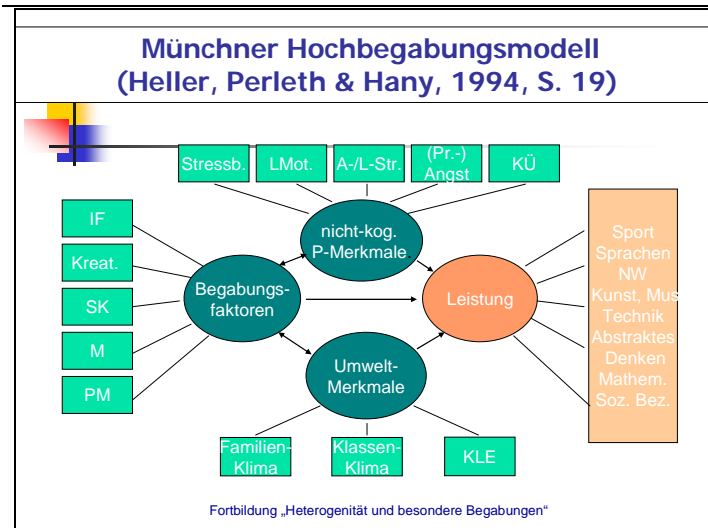 Münchner Hochbegabungsmodell
(Heller, Perleth & Hany, 1994, S. 19)
Stressb.
LMot.
A-/L-Str.
(Pr.-)
Angst
KÜ
IF
Kreat.
SK
M
PM
nicht-kog.
P-Merkmale.
Begabungs-
faktoren
Leistung
Umwelt-
Merkmale
Sport
Sprachen
NW
Kunst, Mus
Technik
Abstraktes
Denken
Mathem.
Soz. Bez.
Familien-
Klima
Klassen-
Klima
KLE
Fortbildung „Heterogenität und besondere Begabungen“